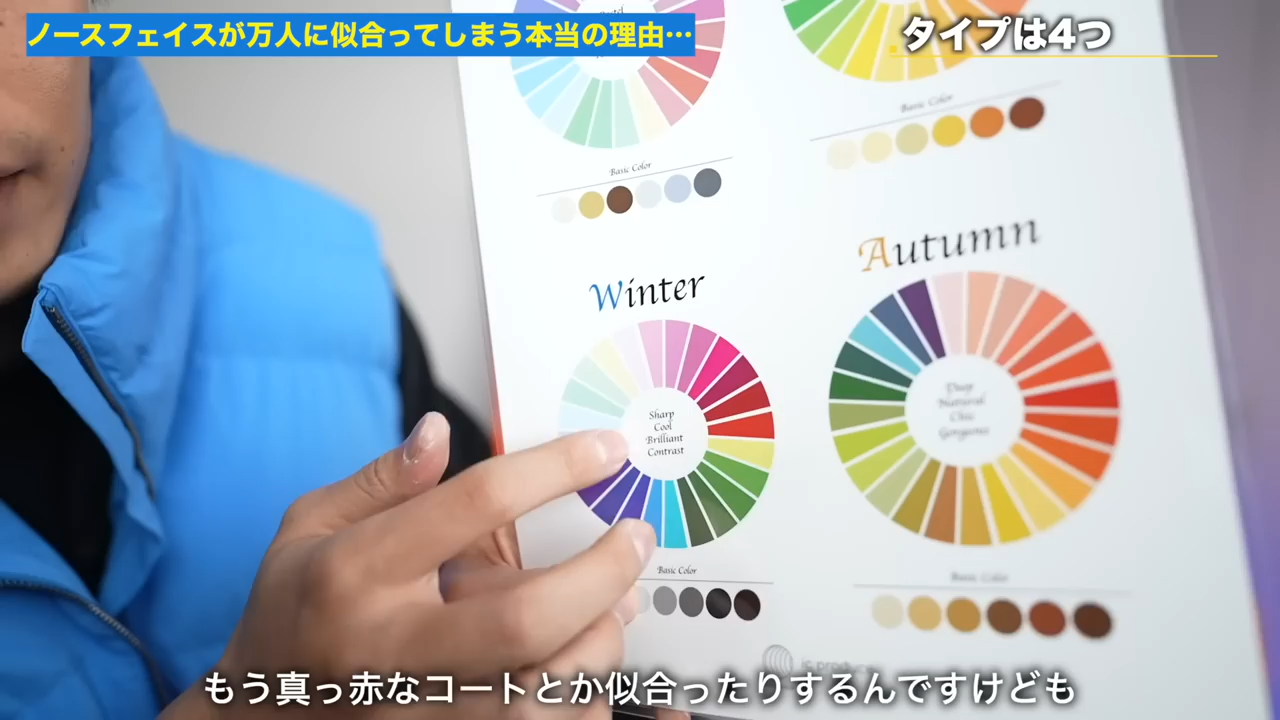 ノースフェイスが万人に似合ってしまう本当の理由…
タイプは4つ
Basic Color
Basic Color
Autumn
Winter
Sharp
Cool
Brilliant
Contrast
Deep
Natural
Chic
Gorgeous
Basic Color
Basic Color
もう真っ赤なコートとか似合ったりするんですけども